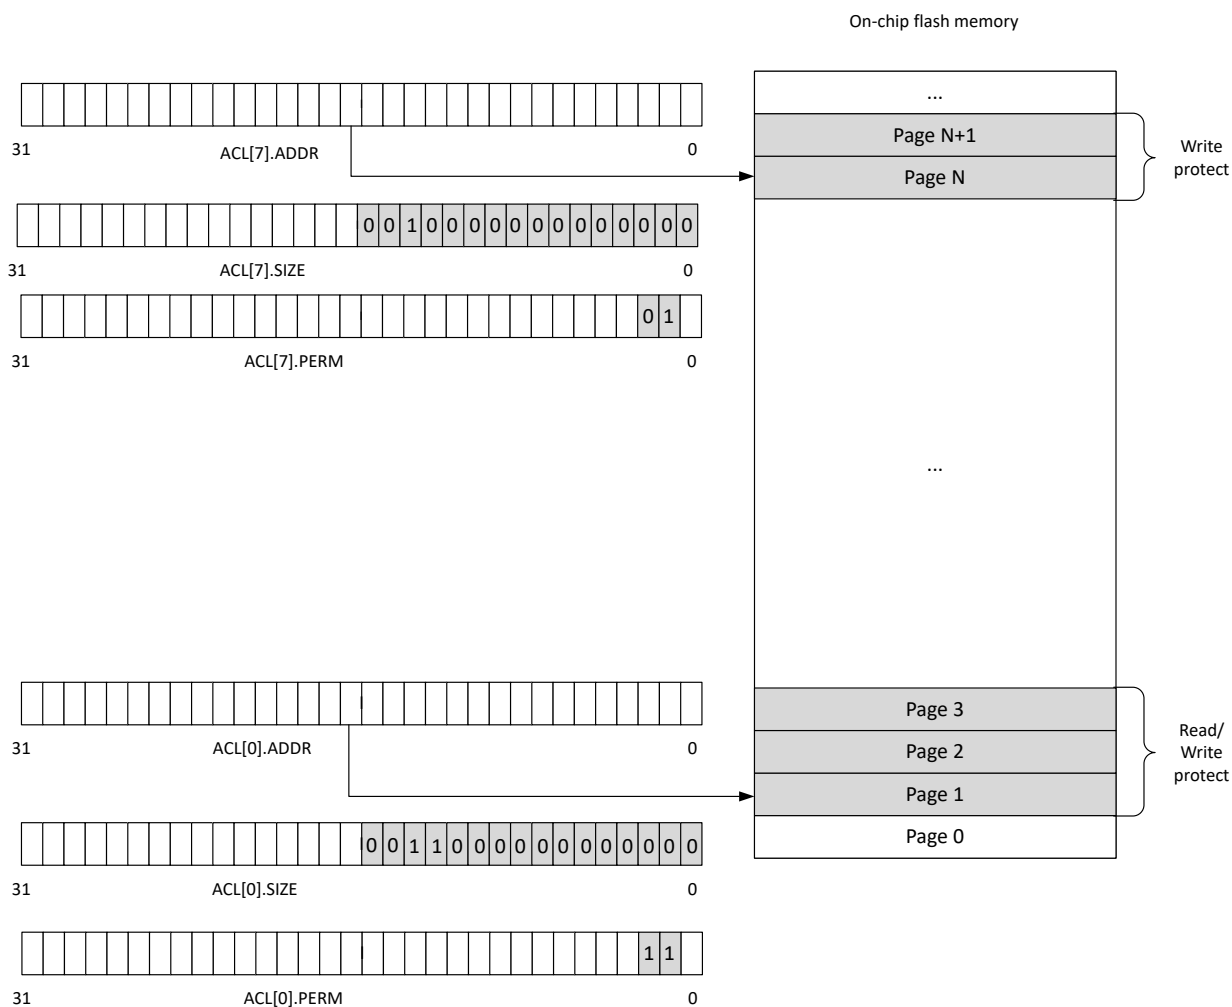 On-chip flash memory
...
Page N+1
Page N
Write
protect
31 ACL[7].ADDR 0
0 0 1 0 0 0 0 0 0 0 0 0 0 0 0 0
31 ACL[7].SIZE 0
0 1
31 ACL[7].PERM 0
...
Page 3
Page 2
Page 1
Page 0
Read/
Write
protect
31 ACL[0].ADDR 0
0 0 1 1 0 0 0 0 0 0 0 0 0 0 0 0
31 ACL[0].SIZE 0
1 1
31 ACL[0].PERM 0